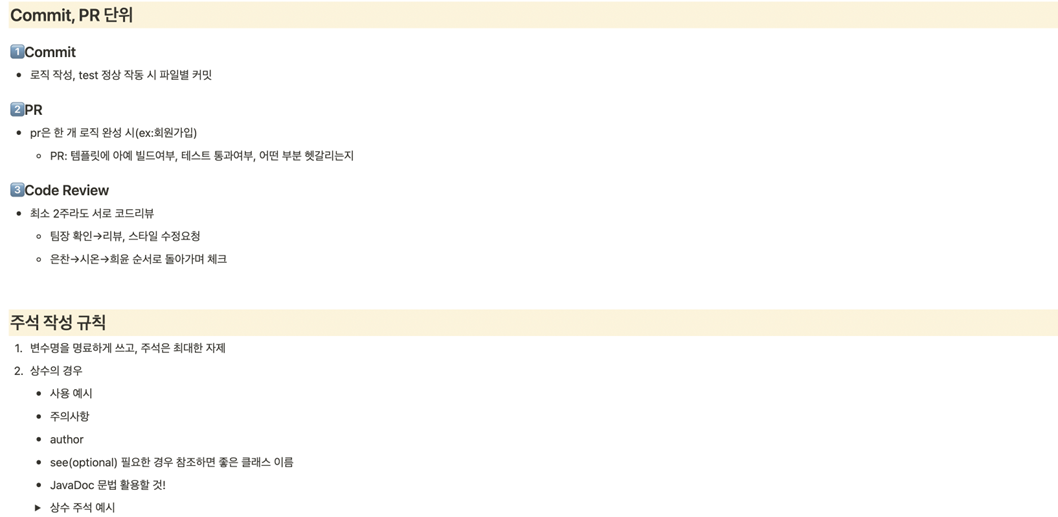 Commit, PR 단위
1️⃣Commit
로직 작성, test 정상 작동 시 파일별 커밋
2️⃣PR
pr은 한 개 로직 완성 시(ex:회원가입)
PR: 템플릿에 아예 빌드여부, 테스트 통과여부, 어떤 부분 헷갈리는지
3️⃣Code Review
최소 2주라도 서로 코드리뷰
팀장 확인→리뷰, 스타일 수정요청
은찬→시온→희윤 순서로 돌아가며 체크
주석 작성 규칙
1. 변수명을 명료하게 쓰고, 주석은 최대한 자제
2. 상수의 경우
사용 예시
주의사항
author
see(optional) 필요한 경우 참조하면 좋은 클래스 이름
JavaDoc 문법 활용할 것!
상수 주석 예시